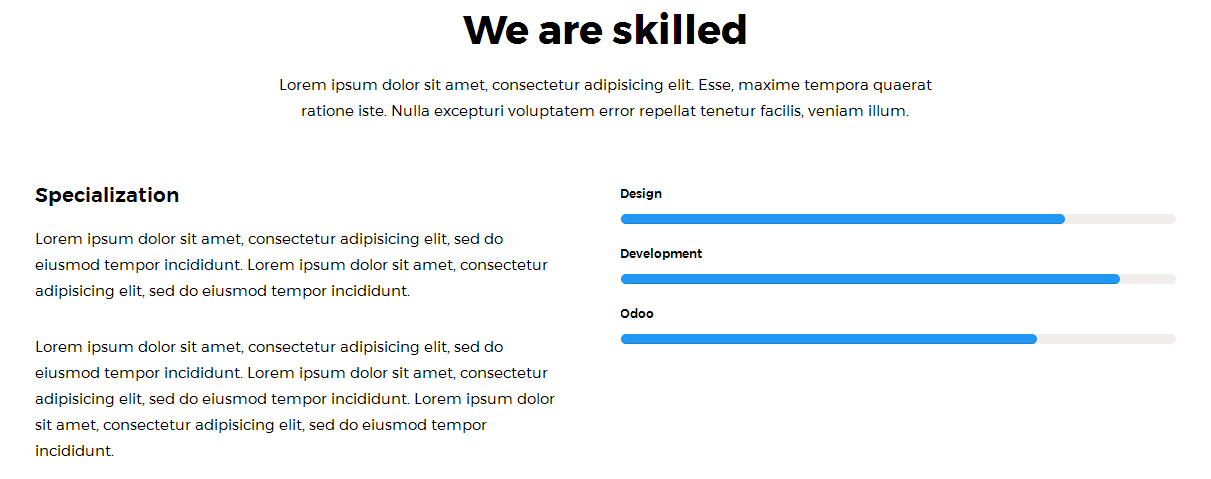 We are skilled
Lorem ipsum dolor sit amet, consectetur adipisicing elit. Esse, maxime tempora quaerat
ratione iste. Nulla excepturi voluptatem error repellat tenetur facilis, veniam illum.
Specialization
Lorem ipsum dolor sit amet, consectetur adipisicing elit, sed do
eiusmod tempor incididunt. Lorem ipsum dolor sit amet, consectetur
adipisicing elit, sed do eiusmod tempor incididunt.
Lorem ipsum dolor sit amet, consectetur adipisicing elit, sed do
eiusmod tempor incididunt. Lorem ipsum dolor sit amet, consectetur
adipisicing elit, sed do eiusmod tempor incididunt. Lorem ipsum dolor
sit amet, consectetur adipisicing elit, sed do eiusmod tempor
incididunt.
Design
Development
Odoo